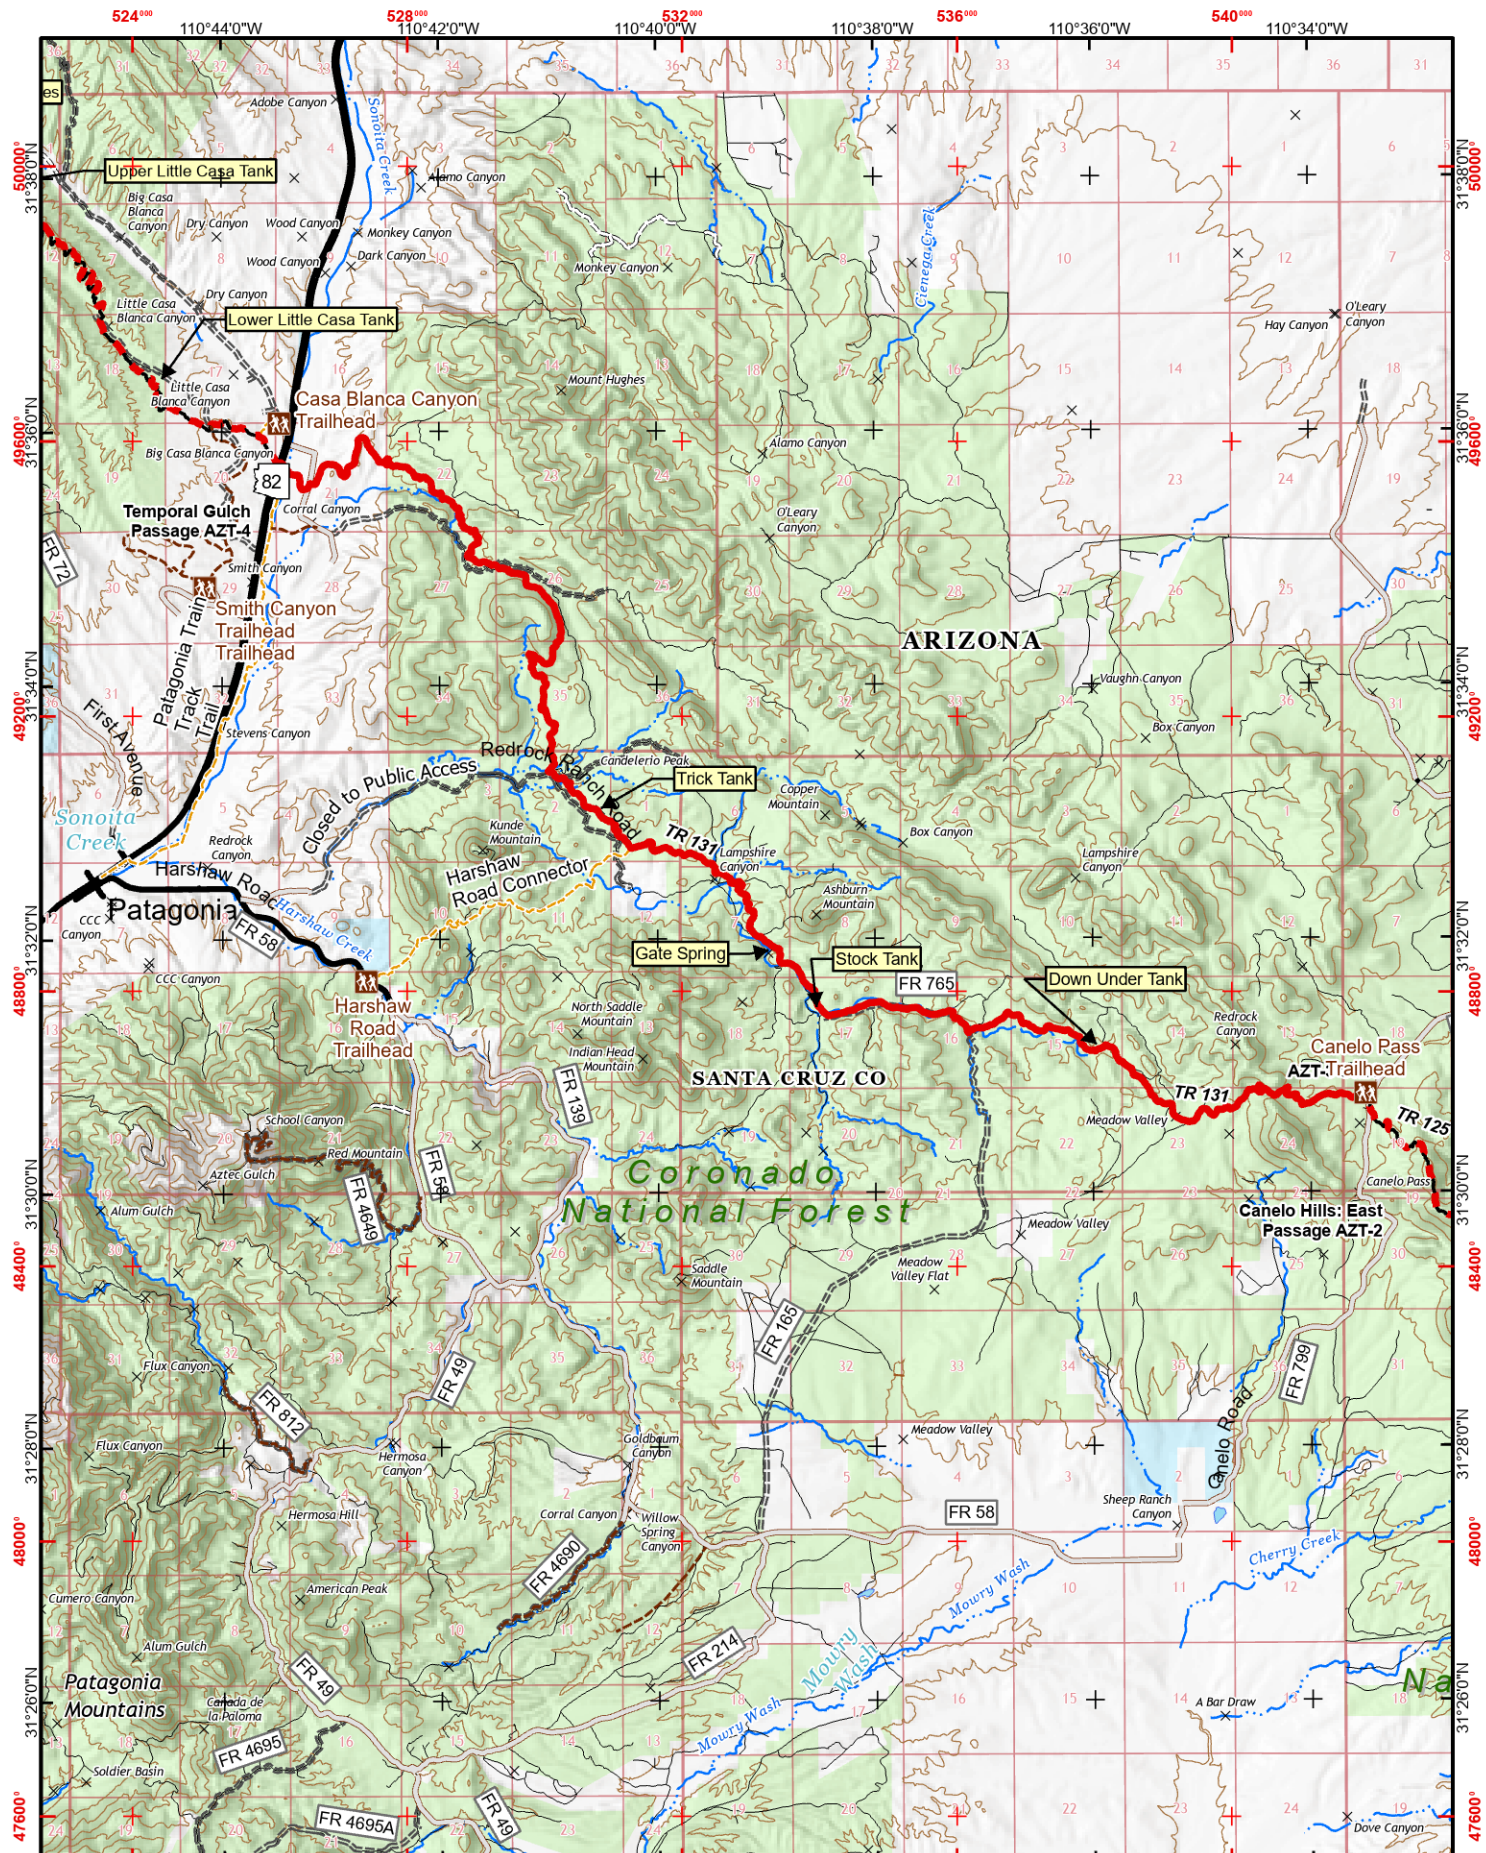 524000
528000
532000
536000
540000
110°44'0"W
110°42'0"W
110°40'0"W
110°38'0"W
110°36'0"W
110°34'0"W
es
Adobe Canyon
Sonoita Creek
Alamo Canyon
Upper Little Casa Tank
Big Casa
Blanca
Canyon
Dry Canyon
Wood Canyon
Monkey Canyon
Wood Canyon
Dark Canyon
Monkey Canyon
Cienega Creek
Dry Canyon
Little Casa
Blanca Canyon
Lower Little Casa Tank
O'Leary
Canyon
Hay Canyon
Mount Hughes
Little Casa
Blanca Canyon
Casa Blanca Canyon
Trailhead
Alamo Canyon
Big Casa Blanca Canyon
82
Corral Canyon
Temporal Gulch
Passage AZT-4
O'Leary
Canyon
FR 72
Smith Canyon
Smith Canyon
Trailhead
Trailhead
ARIZONA
Patagonia Train
Track
Trail
Vaughn Canyon
Box Canyon
First Avenue
Stevens Canyon
Redrock Ranch Road
Candelerio Peak
Closed to Public Access
Trick Tank
Copper
Mountain
Sonoita
Creek
Kunde
Mountain
Box Canyon
TR 131
Redrock
Canyon
Lampshire
Canyon
Lampshire
Canyon
Harshaw Road
Harshaw
Road Connector
Ashburn
Mountain
Patagonia
Harshaw Creek
CCC
Canyon
FR 58
Gate Spring
Stock Tank
CCC Canyon
FR 765
Down Under Tank
Harshaw
Road
Trailhead
North Saddle
Mountain
Redrock
Canyon
Indian Head
Mountain
Canelo Pass
Trailhead
AZT-
SANTA CRUZ CO
FR 139
TR 131
TR 125
School Canyon
Meadow Valley
Red Mountain
Aztec Gulch
FR 58
Coronado
National Forest
Canelo Pass
FR 4649
Alum Gulch
Canelo Hills: East
Passage AZT-2
Meadow Valley
Meadow
Valley Flat
Saddle
Mountain
FR 165
Flux Canyon
FR 49
FR 799
FR 812
Canelo Road
Flux Canyon
Goldbaum
Canyon
Meadow Valley
Hermosa
Canyon
Sheep Ranch
Canyon
Hermosa Hill
Corral Canyon
Willow
Spring
Canyon
FR 58
Cherry Creek
FR 4690
Mowry Wash
American Peak
Cumero Canyon
Alum Gulch
FR 214
Mowry
Wash
Patagonia
Mountains
FR 49
Na
Canada de
la Paloma
A Bar Draw
Mowry Wash
FR 4695
Soldier Basin
FR 4695A
FR 49
Dove Canyon
31°38'0"N
31°36'0"N
31°34'0"N
31°32'0"N
31°30'0"N
31°28'0"N
31°26'0"N
50000°
49600°
49200°
48800°
48400°
48000°
47600°